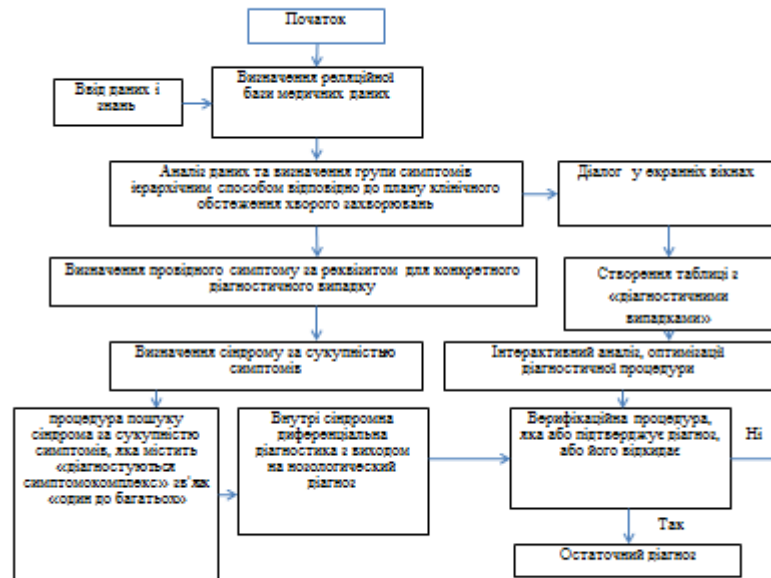 Початок
Ввід даних і
знань
Визначення реляційної
бази медичних даних
Аналіз даних та визначення групи симптомів
ієрархічним способом відповідно до плану клінічного
обстеження хворого захворювань
Діалог у екранних вікнах
Визначення провідного симптому за реквізитом для конкретного
діагностичного випадку
Створення таблиці з
«діагностичними
випадками»
Визначення сіндрому за сукупністю
симптомів
Інтерактивний аналіз, оптимізації
діагностичної процедури
процедура пошуку
сіндрома за сукупністю
симптомів, яка містить
«діагностуються
симптомокомплекс» зв'як
«один до багатьох»
Внутрі сіндромна
диференціальна
діагностика з виходом
на нозологический
діагноз
Верифікаційна процедура,
яка або підтверджує діагноз,
або його відкидає
Ні
Так
Остаточний діагноз